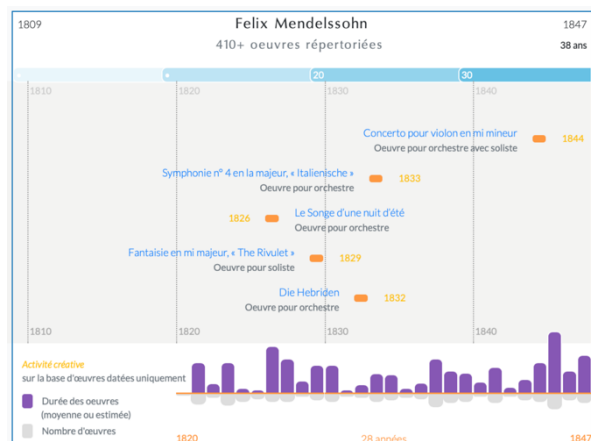 1809
Felix Mendelssohn
1847
410+ oeuvres répertoriées
38 ans
20
30
1810
1820
1830
1840
Concerto pour violon en mi mineur
1844
Oeuvre pour orchestre avec soliste
Symphonie n° 4 en la majeur, « Italienische »
1833
Oeuvre pour orchestre
1826
Le Songe d'une nuit d'été
Oeuvre pour orchestre
Fantaisie en mi majeur, « The Rivulet »
1829
Oeuvre pour soliste
Die Hebriden
1832
Oeuvre pour orchestre
1810
1820
1830
1840
Activité créative
sur la base d'œuvres datées uniquement
Durée des oeuvres
(moyenne ou estimée)
Nombre d'œuvres
1820
28 années
1847